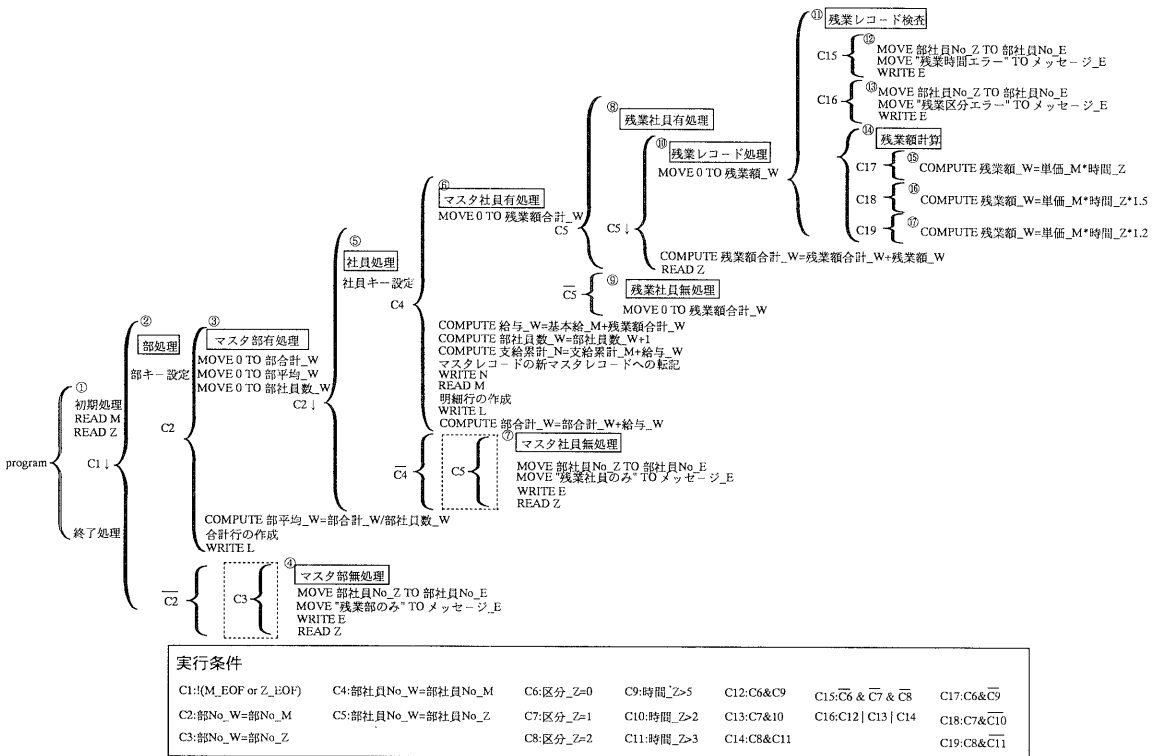 program
①
初期処理
READ M
READ Z
C1↓
終了処理
②
部処理
部キー設定
C2
③
マスタ部有処理
MOVE 0 TO 部合計_W
MOVE 0 TO 部平均_W
MOVE 0 TO 部社員数_W
C2↓
COMPUTE 部平均_W=部合計_W/部社員数_W
合計行の作成
WRITE L
C2
C3
④
マスタ部無処理
MOVE 部社員No_Z TO 部社員No_E
MOVE "残業部のみ" TO メッセージ_E
WRITE E
READ Z
⑤
社員処理
社員キー設定
C4
⑥
マスタ社員有処理
MOVE 0 TO 残業額合計_W
C5
COMPUTE 給与_W=基本給_M+残業額合計_W
COMPUTE 部社員数_W=部社員数_W+1
COMPUTE 支給累計_N=支給累計_M+給与_W
マスタレコードの新マスタレコードへの転記
WRITE N
READ M
明細行の作成
WRITE L
COMPUTE 部合計_W=部合計_W+給与_W
C4
C5
⑦
マスタ社員無処理
MOVE 部社員No_Z TO 部社員No_E
MOVE "残業社員のみ" TO メッセージ_E
WRITE E
READ Z
⑧
残業社員有処理
C5↓
⑩
残業レコード処理
MOVE 0 TO 残業額_W
COMPUTE 残業額合計_W=残業額合計_W+残業額_W
READ Z
C5
⑨
残業社員無処理
MOVE 0 TO 残業額合計_W
⑪
残業レコード検査
C15
⑫
MOVE 部社員No_Z TO 部社員No_E
MOVE "残業時間エラー" TO メッセージ_E
WRITE E
C16
⑬
MOVE 部社員No_Z TO 部社員No_E
MOVE "残業区分エラー" TO メッセージ_E
WRITE E
⑭
残業額計算
C17
⑮
COMPUTE 残業額_W=単価_M*時間_Z
C18
⑯
COMPUTE 残業額_W=単価_M*時間_Z*1.5
C19
⑰
COMPUTE 残業額_W=単価_M*時間_Z*1.2
実行条件
C1:!(M_EOF or Z_EOF) C4:部社員No_W=部社員No_M C6:区分_Z=0 C9:時間_Z>5 C12:C6&C9 C15:C̅6̅ & C̅7̅ & C̅8̅ C17:C6&C̅9̅
C2:部No_W=部No_M C5:部社員No_W=部社員No_Z C7:区分_Z=1 C10:時間_Z>2 C13:C7&10 C16:C12 | C13 | C14 C18:C7&C̅1̅0̅
C3:部No_W=部No_Z C8:区分_Z=2 C11:時間_Z>3 C14:C8&C11 C19:C8&C̅1̅1̅